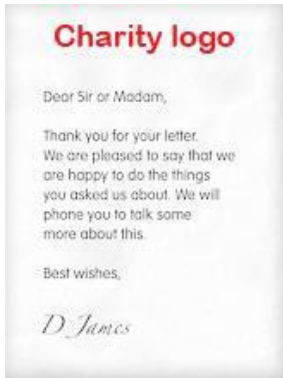 Charity logo
Dear Sir or Madam,
Thank you for your letter.
We are pleased to say that we
are happy to do the things
you asked us about. We will
phone you to talk some
more about this.
Best wishes,
D James